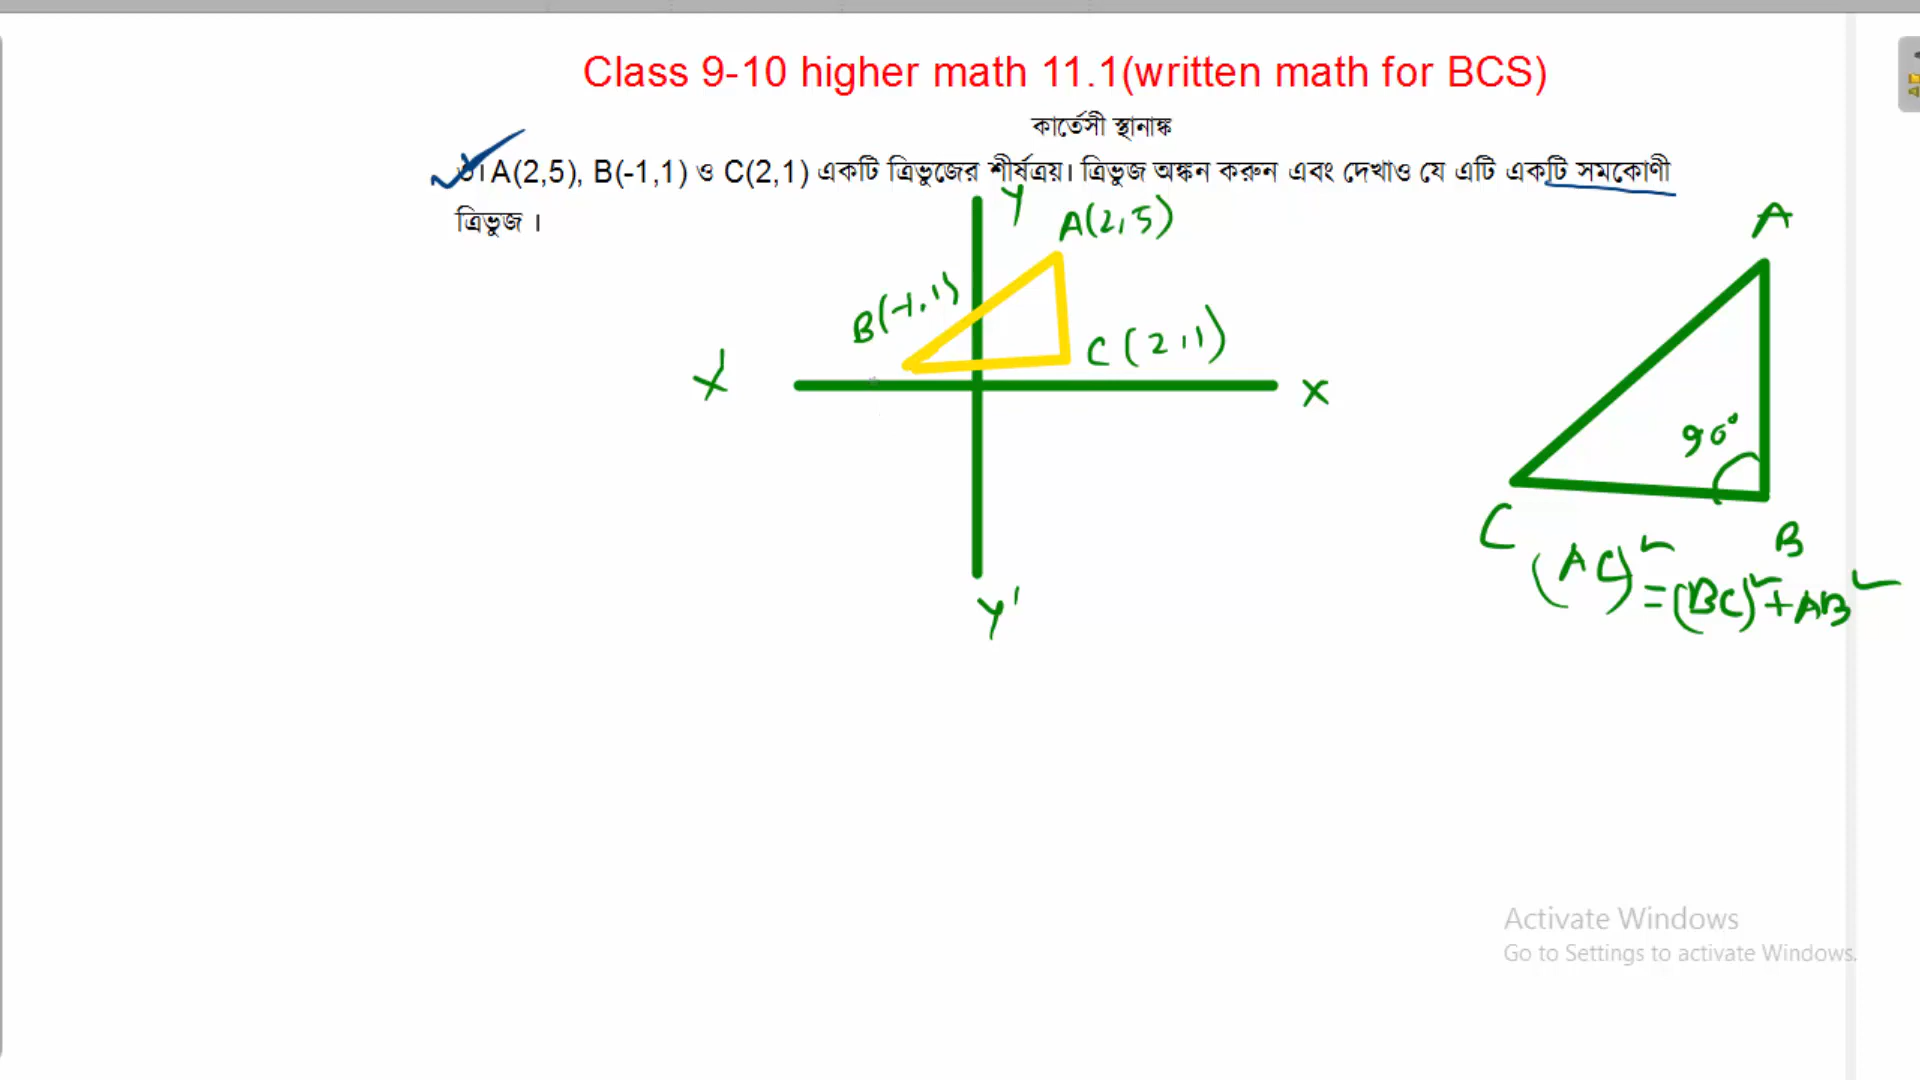 Class 9-10 higher math 11.1(written math for BCS)
কার্তেসী স্থানাঙ্ক
৩। A(2,5), B(-1,1) ও C(2,1) একটি ত্রিভুজের শীর্ষত্রয়। ত্রিভুজ অঙ্কন করুন এবং দেখাও যে এটি একটি সমকোণী
ত্রিভুজ ।
Y
A(2,5)
B(-1,1)
C(2,1)
X'
X
Y'
A
90°
C
B
(AC)² = (BC)² + AB²
Activate Windows
Go to Settings to activate Windows.